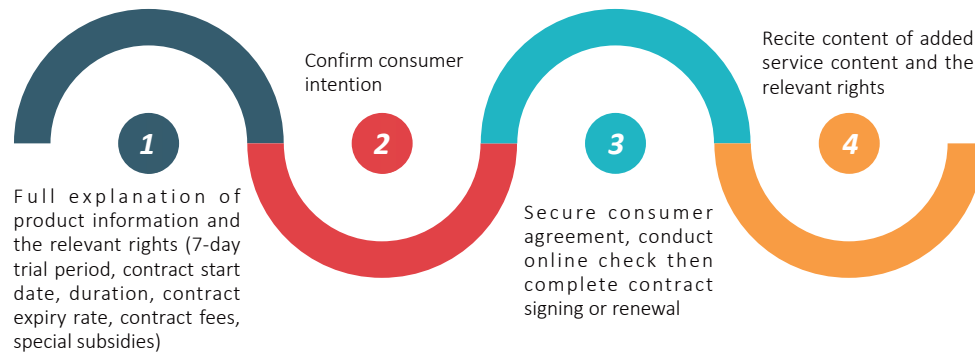 1
Full explanation of
product information and
the relevant rights (7-day
trial period, contract start
date, duration, contract
expiry rate, contract fees,
special subsidies)
Confirm consumer
intention
2
3
Secure consumer
agreement, conduct
online check then
complete contract
signing or renewal
Recite content of added
service content and the
relevant rights
4